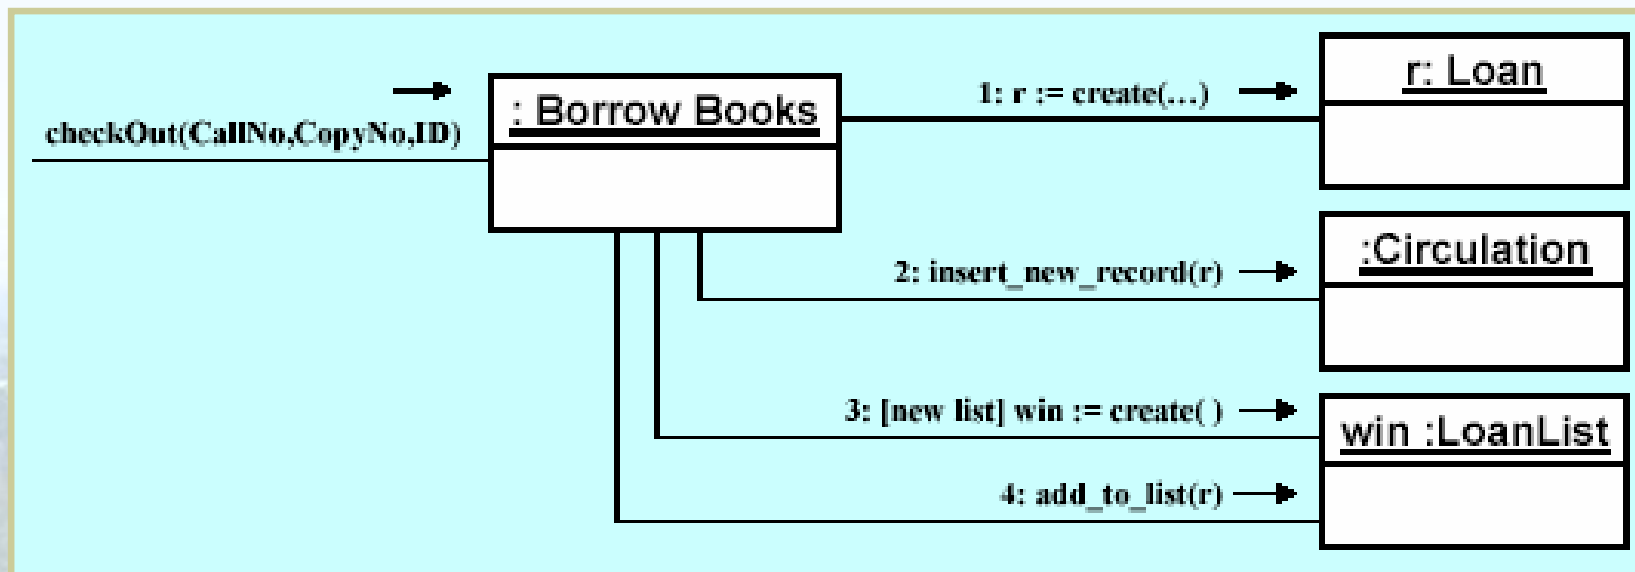 checkOut(CallNo,CopyNo,ID)
: Borrow Books
1: r := create(...)
r: Loan
2: insert_new_record(r)
:Circulation
3: [new list] win := create( )
win :LoanList
4: add_to_list(r)